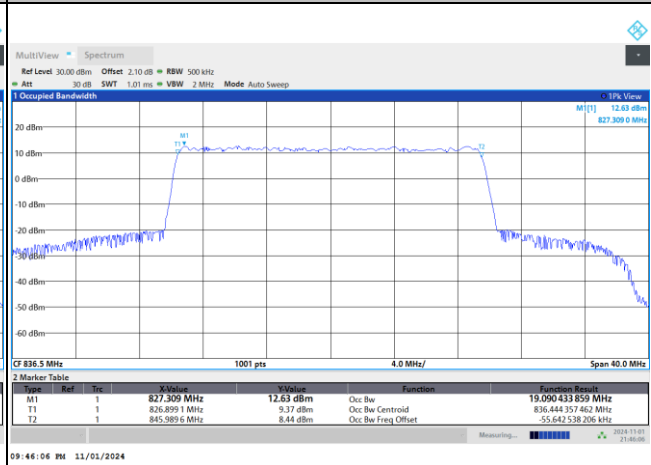 MultiView Spectrum
Ref Level 30.00 dBm Offset 2.10 dB RBW 500 kHz
Att 30 dB SWT 1.01 ms VBW 2 MHz Mode Auto Sweep
1 Occupied Bandwidth 1Pk View
M1[1] 12.63 dBm
827.309 0 MHz
20 dBm
M1
T1 T2
10 dBm
0 dBm
-10 dBm
-20 dBm
-30 dBm
-40 dBm
-50 dBm
-60 dBm
CF 836.5 MHz 1001 pts 4.0 MHz/ Span 40.0 MHz
2 Marker Table
Type Ref Trc X-Value Y-Value Function Function Result
M1 1 827.309 MHz 12.63 dBm Occ Bw 19.090 433 859 MHz
T1 1 826.899 1 MHz 9.37 dBm Occ Bw Centroid 836.444 357 462 MHz
T2 1 845.989 6 MHz 8.44 dBm Occ Bw Freq Offset -55.642 538 206 kHz
Measuring... 2024-11-01
21:46:06
09:46:06 PM 11/01/2024